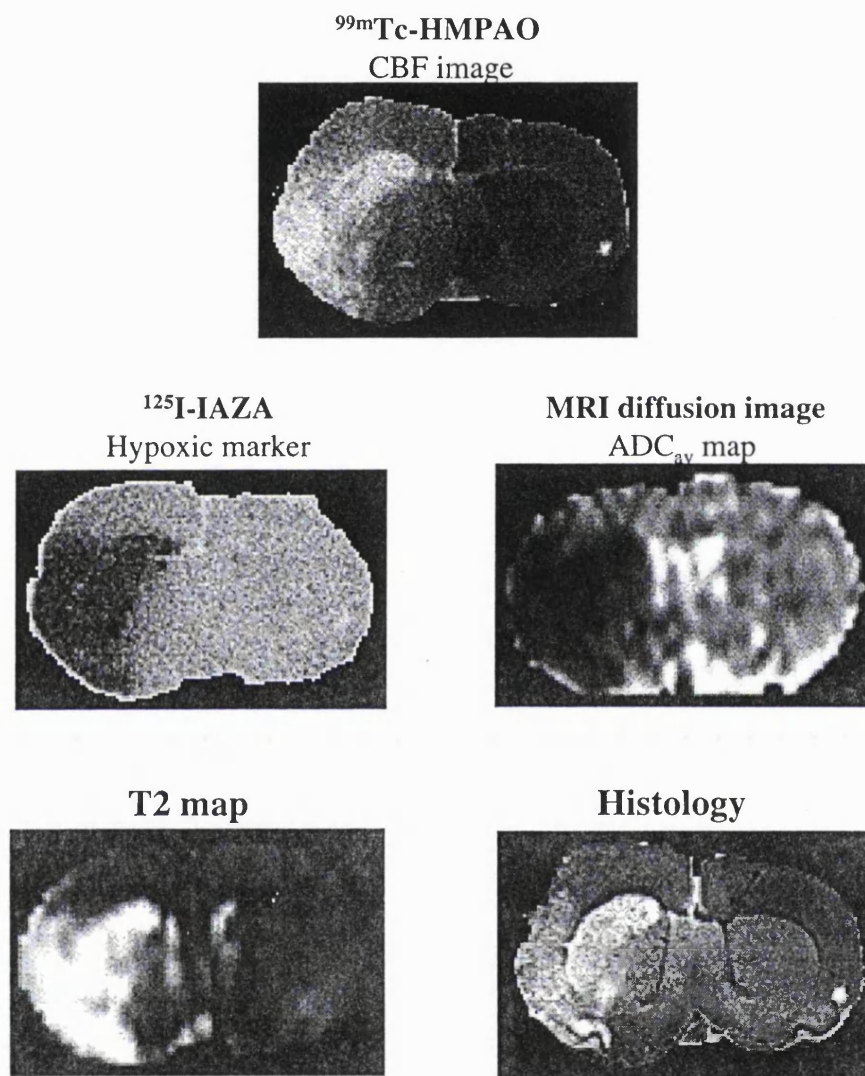 ⁹⁹ᵐTc-HMPAO
CBF image
¹²⁵I-IAZA
Hypoxic marker
MRI diffusion image
ADCₐᵥ map
T2 map
Histology